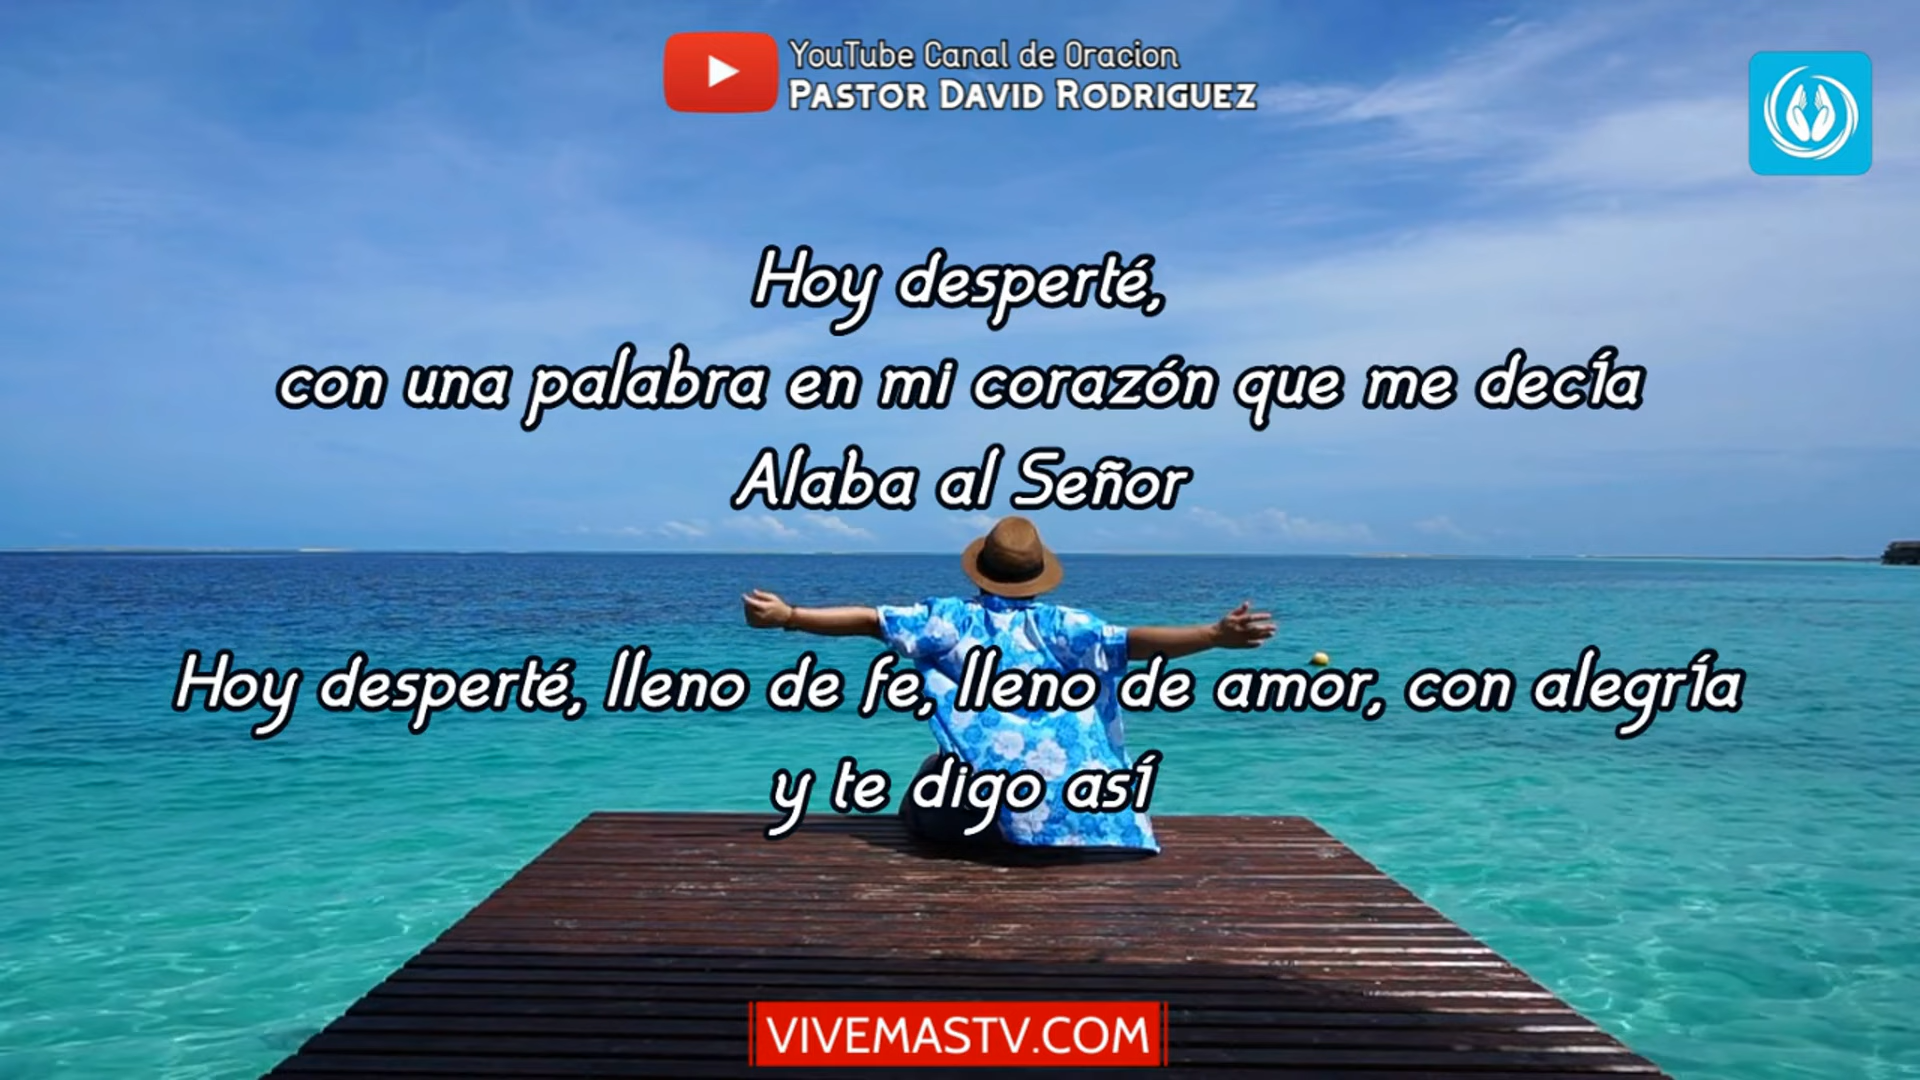 YouTube Canal de Oracion
PASTOR DAVID RODRIGUEZ
Hoy desperté,
con una palabra en mi corazón que me decía
Alaba al Señor
Hoy desperté, lleno de fe, lleno de amor, con alegría
y te digo así
VIVEMASTV.COM